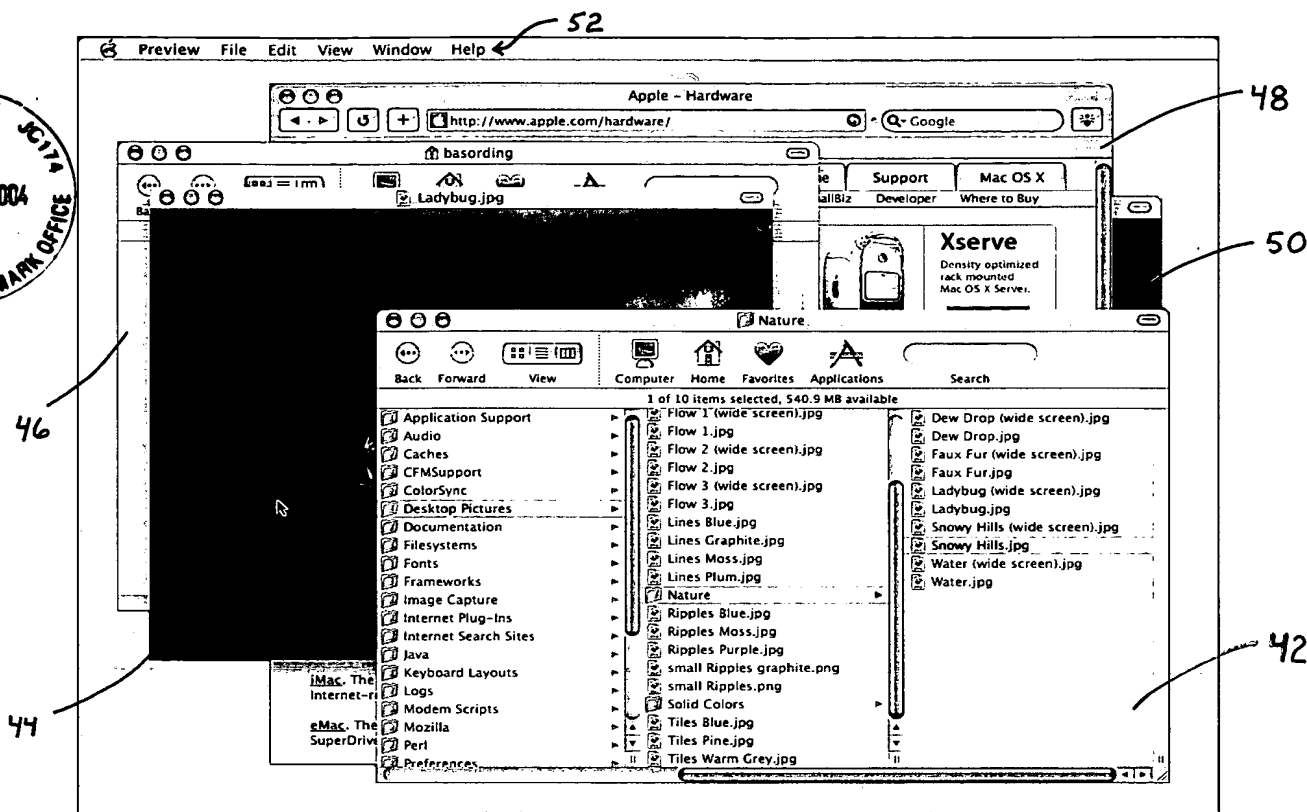 52
Preview File Edit View Window Help
Apple – Hardware
http://www.apple.com/hardware/
Google
48
JC174
2004
MARK OFFICE
basording
Support Mac OS X
Developer Where to Buy
Ladybug.jpg
50
Xserve
Density optimized
rack mounted
Mac OS X Server.
Nature
Back Forward View Computer Home Favorites Applications Search
1 of 10 items selected, 540.9 MB available
46
Application Support
Audio
Caches
CFMSupport
ColorSync
Desktop Pictures
Documentation
Filesystems
Fonts
Frameworks
Image Capture
Internet Plug-Ins
Internet Search Sites
Java
Keyboard Layouts
Logs
Modem Scripts
Mozilla
Perl
Preferences
Flow 1 (wide screen).jpg
Flow 1.jpg
Flow 2 (wide screen).jpg
Flow 2.jpg
Flow 3 (wide screen).jpg
Flow 3.jpg
Lines Blue.jpg
Lines Graphite.jpg
Lines Moss.jpg
Lines Plum.jpg
Nature
Ripples Blue.jpg
Ripples Moss.jpg
Ripples Purple.jpg
small Ripples graphite.png
small Ripples.png
Solid Colors
Tiles Blue.jpg
Tiles Pine.jpg
Tiles Warm Grey.jpg
Dew Drop (wide screen).jpg
Dew Drop.jpg
Faux Fur (wide screen).jpg
Faux Fur.jpg
Ladybug (wide screen).jpg
Ladybug.jpg
Snowy Hills (wide screen).jpg
Snowy Hills.jpg
Water (wide screen).jpg
Water.jpg
42
44
iMac. The
Internet-r
eMac. The
SuperDrive